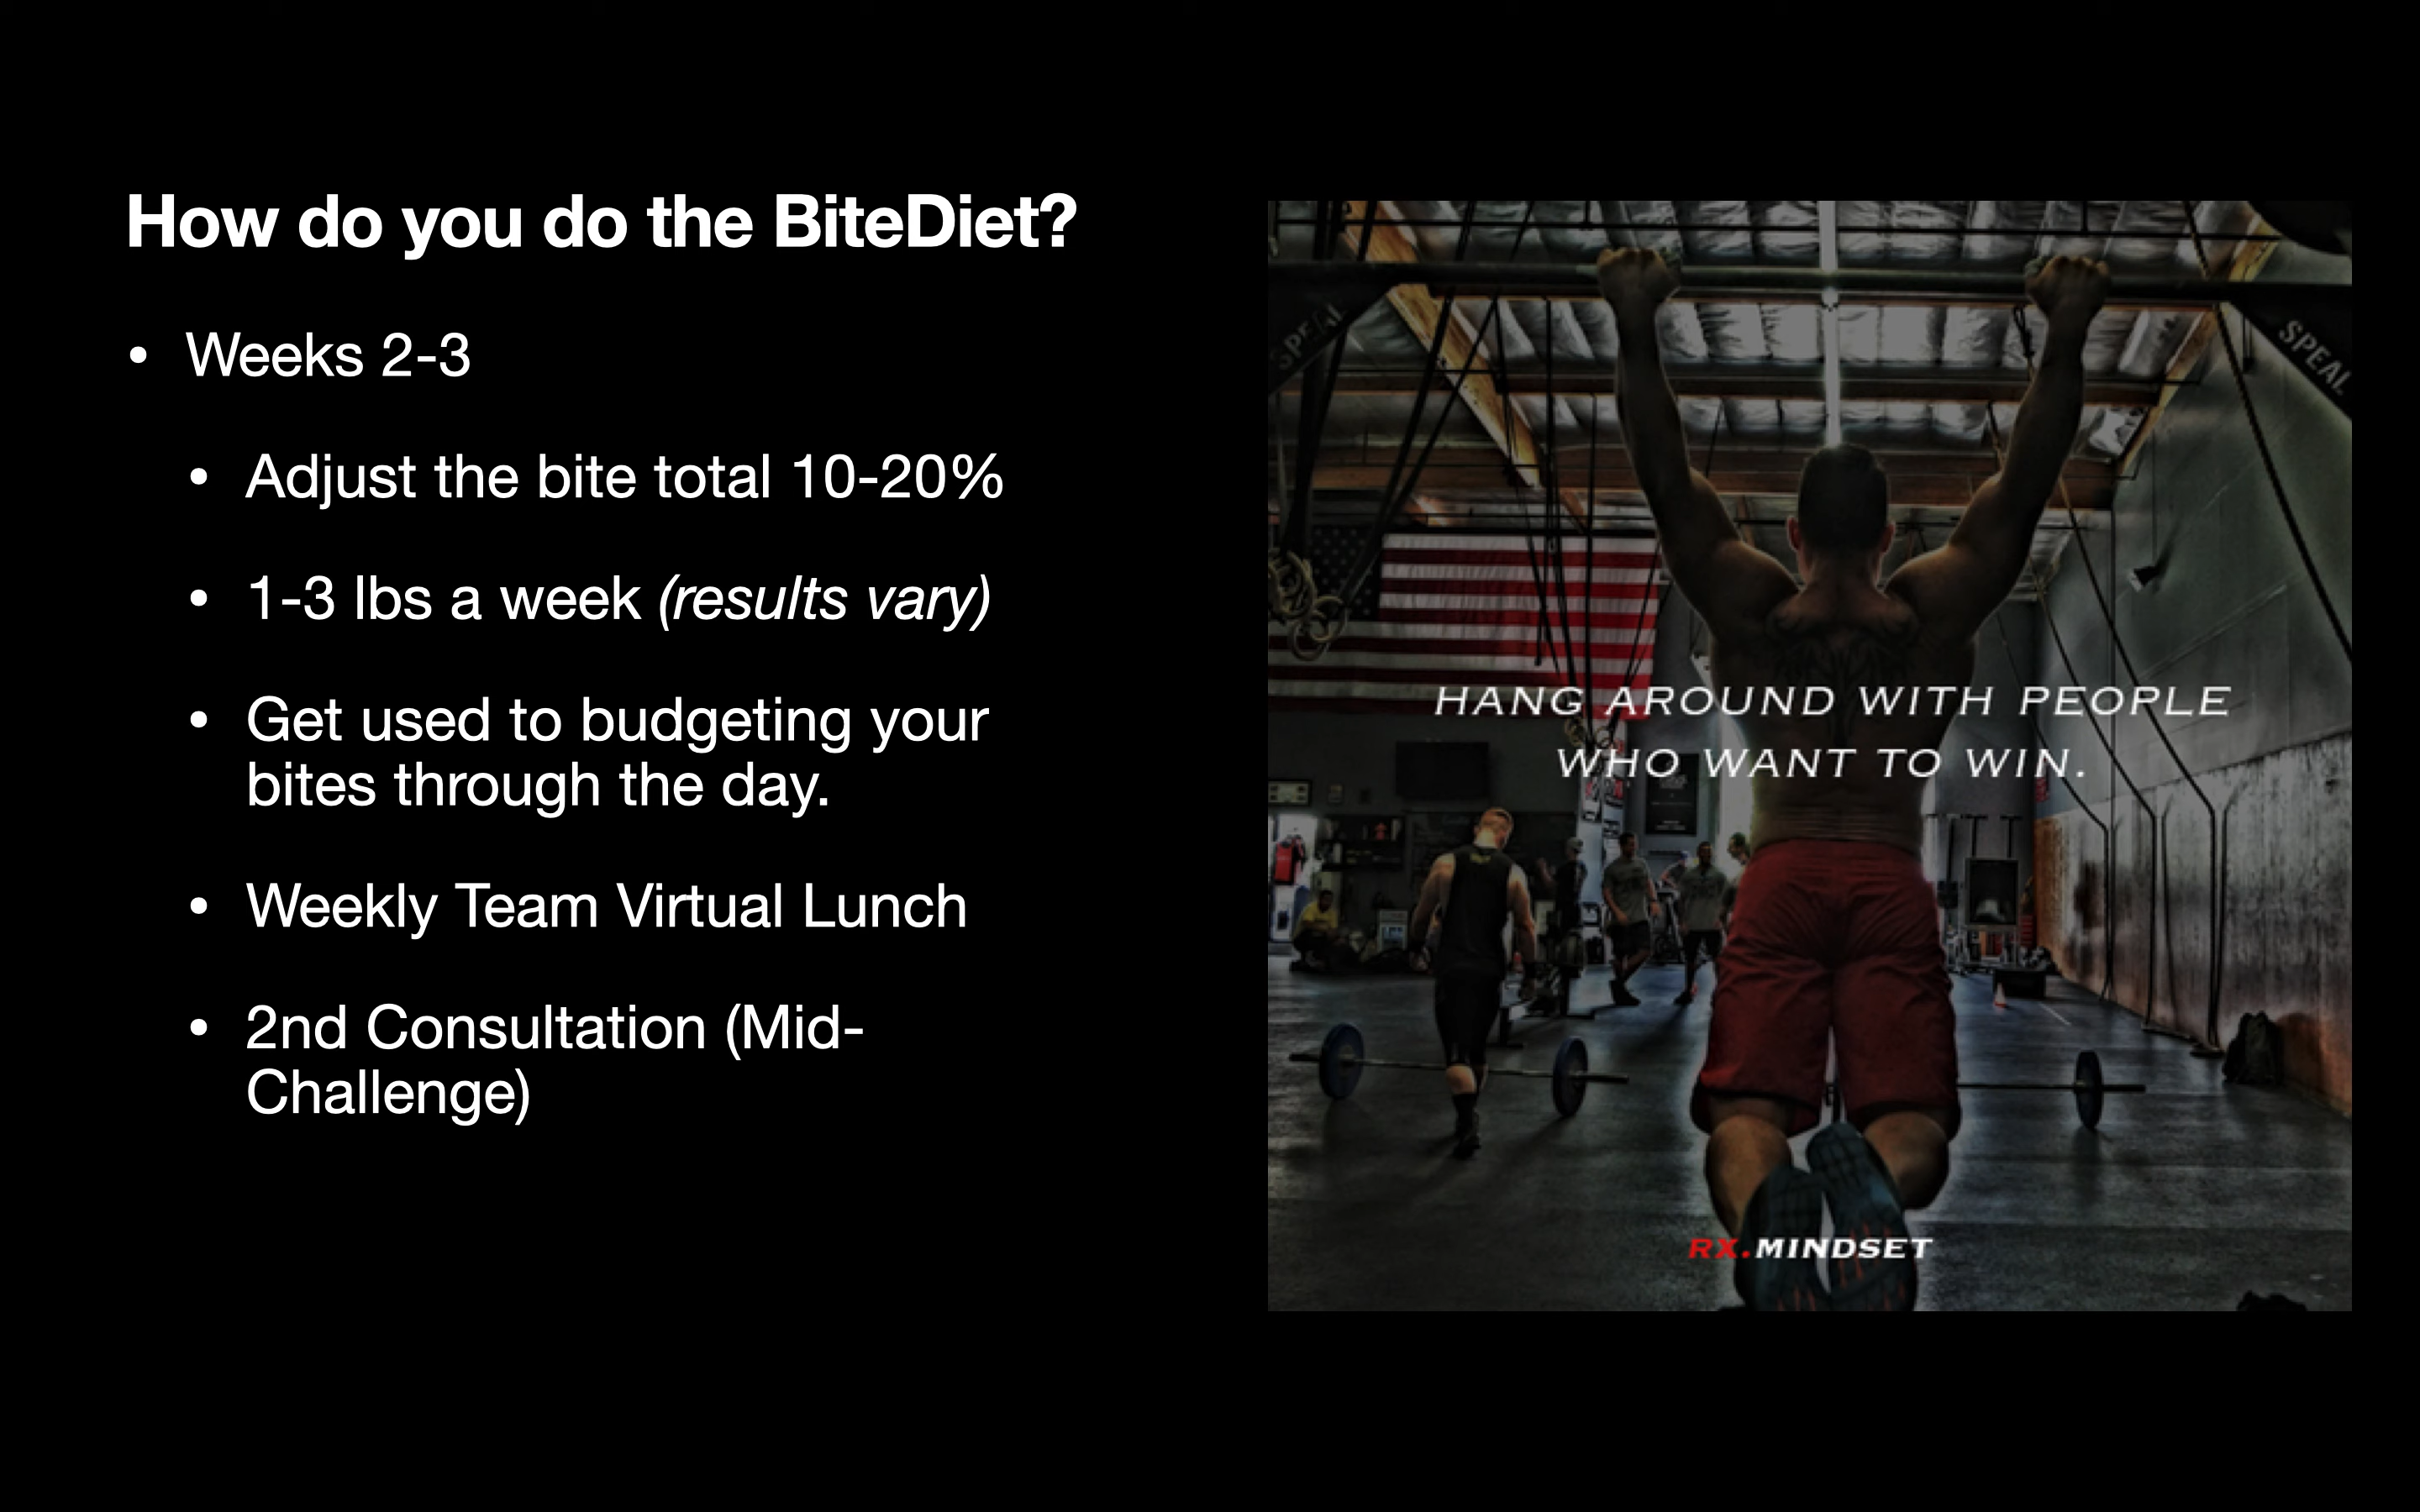 How do you do the BiteDiet?
• Weeks 2-3
• Adjust the bite total 10-20%
• 1-3 lbs a week (results vary)
• Get used to budgeting your
bites through the day.
• Weekly Team Virtual Lunch
• 2nd Consultation (Mid-
Challenge)
SPEAL
SPEAL
HANG AROUND WITH PEOPLE
WHO WANT TO WIN.
RX.MINDSET